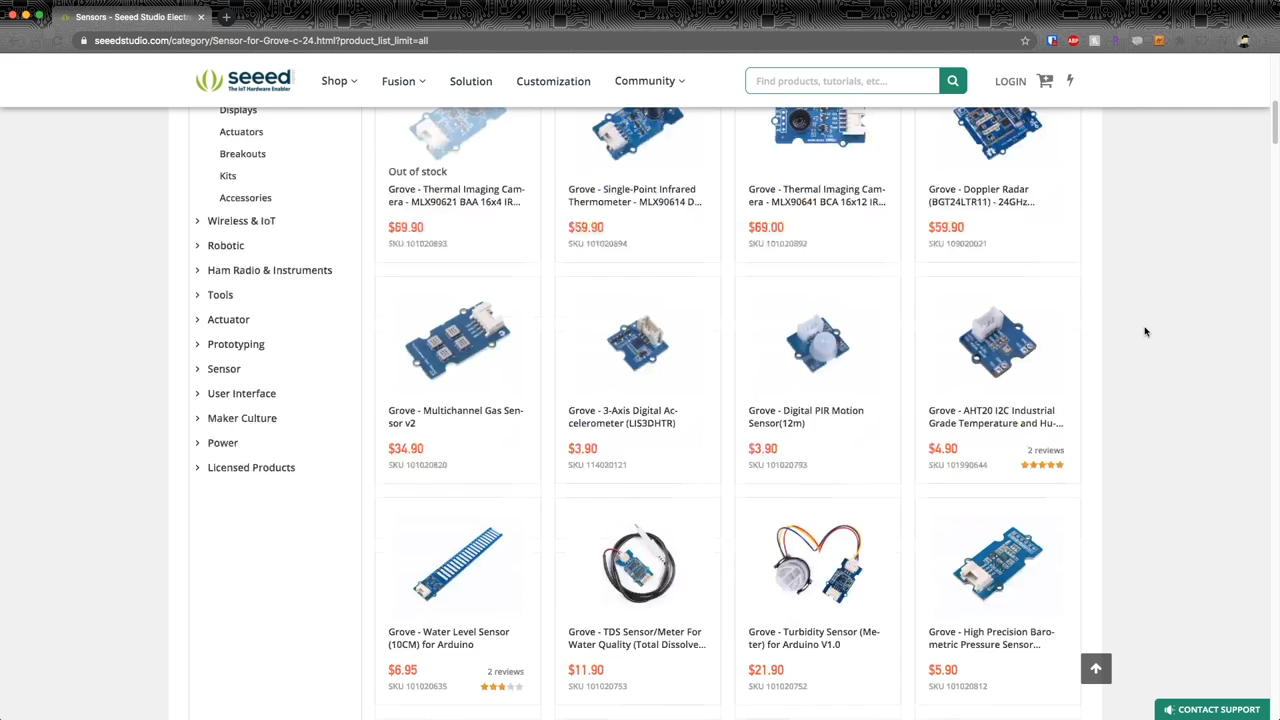 Sensors - Seeed Studio Electr
seeedstudio.com/category/Sensor-for-Grove-c-24.html?product_list_limit=all
ABP
seeed
The IoT Hardware Enabler
Shop
Fusion
Solution
Customization
Community
Find products, tutorials, etc...
LOGIN
Displays
Actuators
Breakouts
Kits
Accessories
Wireless & IoT
Robotic
Ham Radio & Instruments
Tools
Actuator
Prototyping
Sensor
User Interface
Maker Culture
Power
Licensed Products
Out of stock
Grove - Thermal Imaging Cam-
era - MLX90621 BAA 16x4 IR...
$69.90
SKU 101020893
Grove - Single-Point Infrared
Thermometer - MLX90614 D...
$59.90
SKU 101020894
Grove - Thermal Imaging Cam-
era - MLX90641 BCA 16x12 IR...
$69.00
SKU 101020892
Grove - Doppler Radar
(BGT24LTR11) - 24GHz...
$59.90
SKU 109020021
Grove - Multichannel Gas Sen-
sor v2
$34.90
SKU 101020820
Grove - 3-Axis Digital Ac-
celerometer (LIS3DHTR)
$3.90
SKU 114020121
Grove - Digital PIR Motion
Sensor(12m)
$3.90
SKU 101020793
Grove - AHT20 I2C Industrial
Grade Temperature and Hu-...
$4.90
2 reviews
SKU 101990644
Grove - Water Level Sensor
(10CM) for Arduino
$6.95
2 reviews
SKU 101020635
Grove - TDS Sensor/Meter For
Water Quality (Total Dissolve...
$11.90
SKU 101020753
Grove - Turbidity Sensor (Me-
ter) for Arduino V1.0
$21.90
SKU 101020752
Grove - High Precision Baro-
metric Pressure Sensor...
$5.90
SKU 101020812
CONTACT SUPPORT